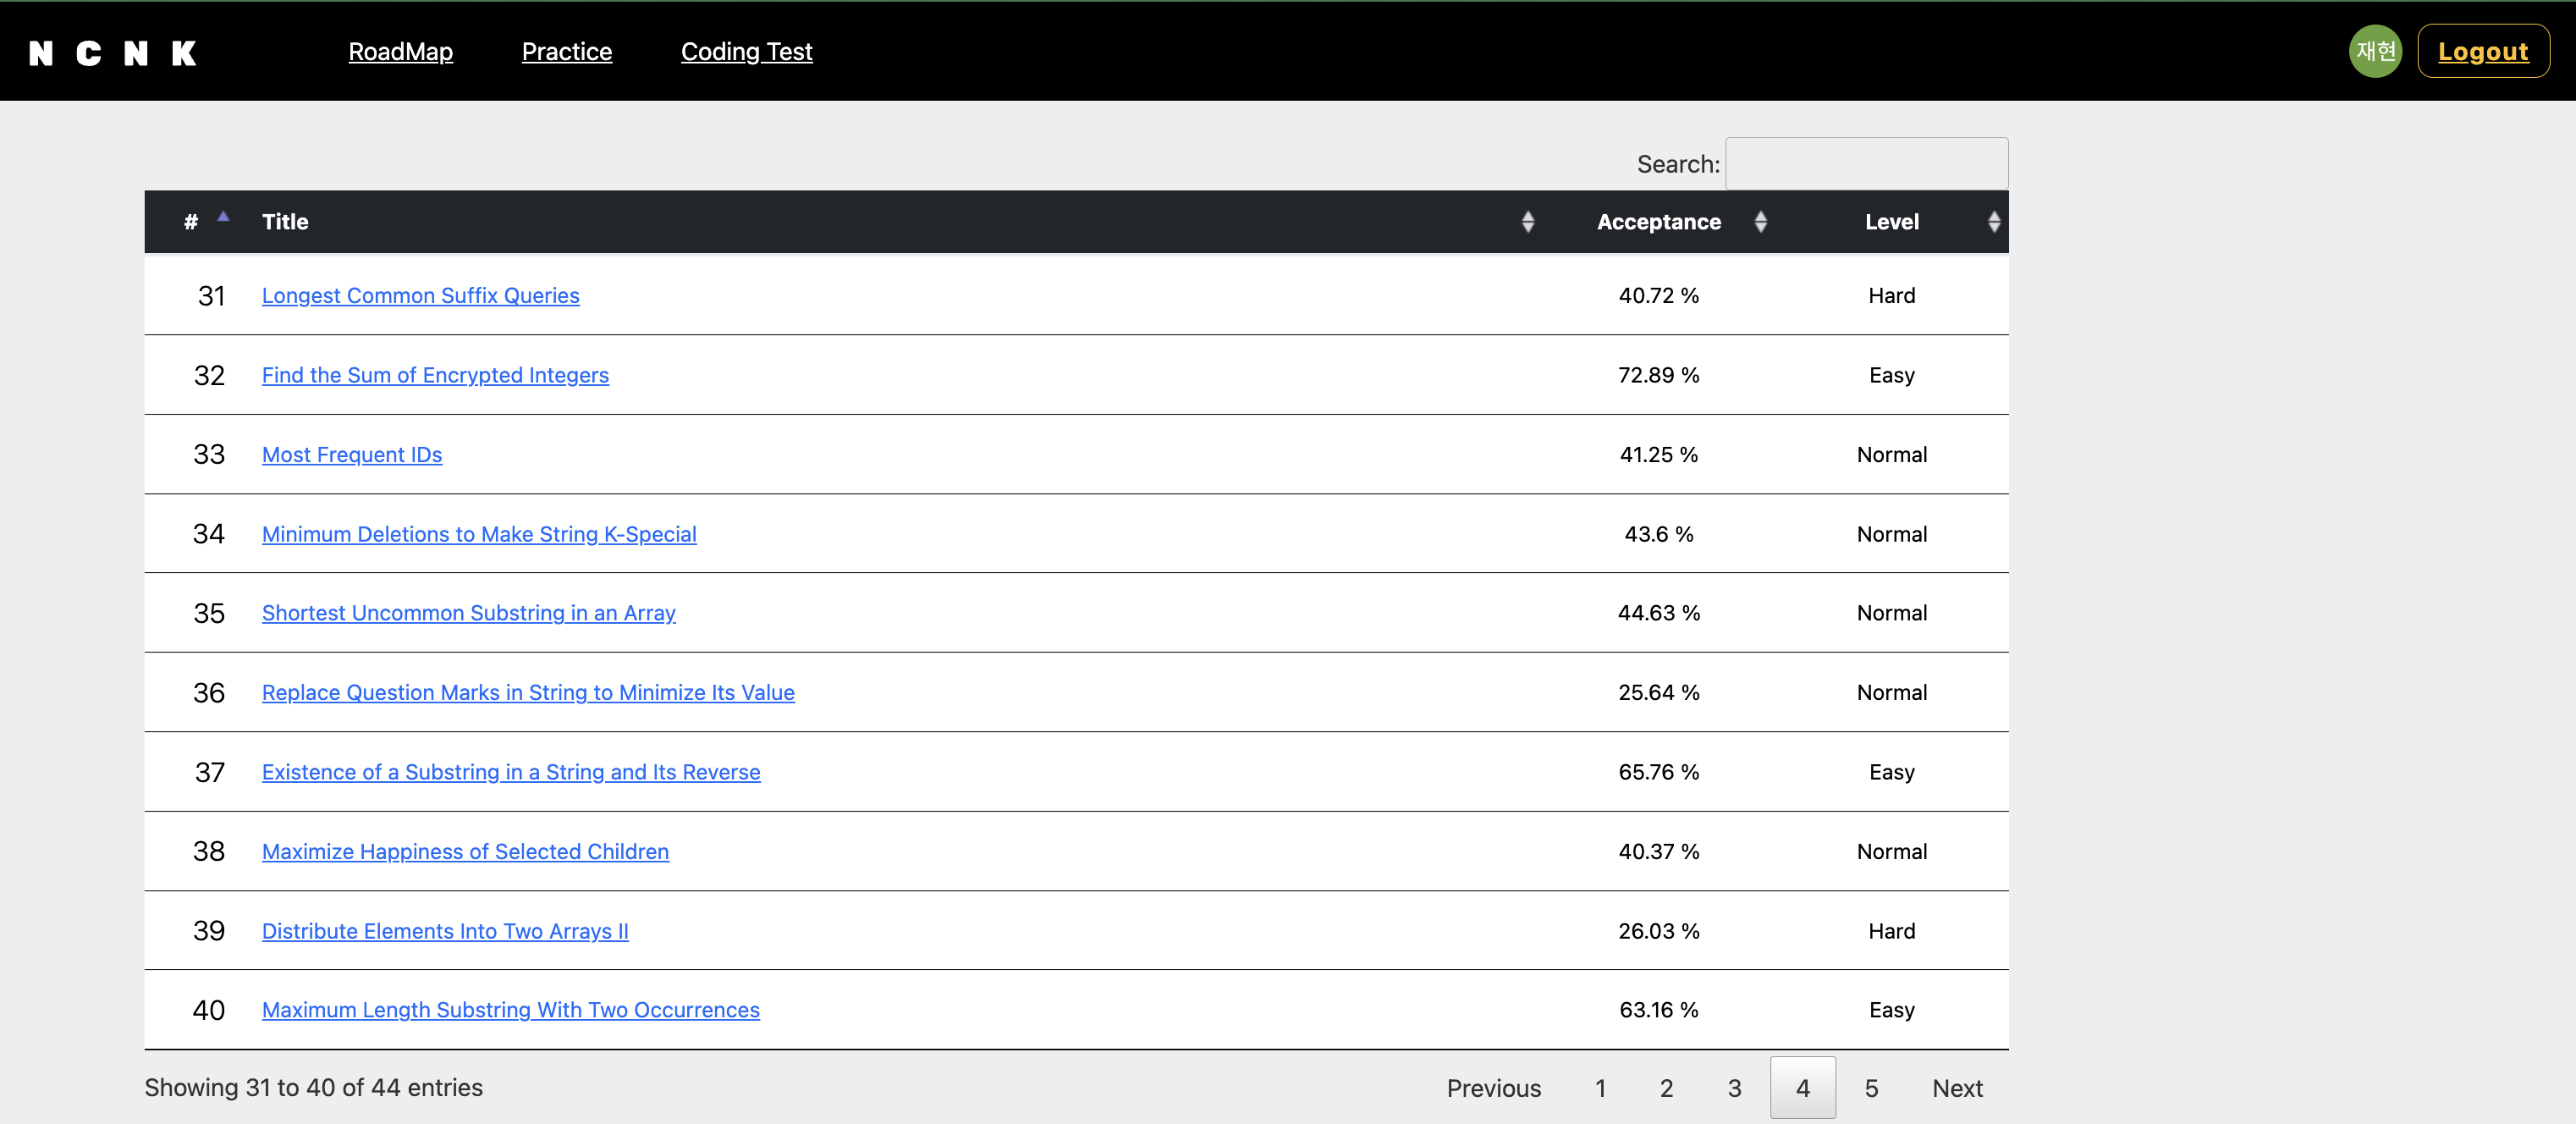 N C N K RoadMap Practice Coding Test 재현 Logout
Search:
# Title Acceptance Level
31 Longest Common Suffix Queries 40.72 % Hard
32 Find the Sum of Encrypted Integers 72.89 % Easy
33 Most Frequent IDs 41.25 % Normal
34 Minimum Deletions to Make String K-Special 43.6 % Normal
35 Shortest Uncommon Substring in an Array 44.63 % Normal
36 Replace Question Marks in String to Minimize Its Value 25.64 % Normal
37 Existence of a Substring in a String and Its Reverse 65.76 % Easy
38 Maximize Happiness of Selected Children 40.37 % Normal
39 Distribute Elements Into Two Arrays II 26.03 % Hard
40 Maximum Length Substring With Two Occurrences 63.16 % Easy
Showing 31 to 40 of 44 entries Previous 1 2 3 4 5 Next